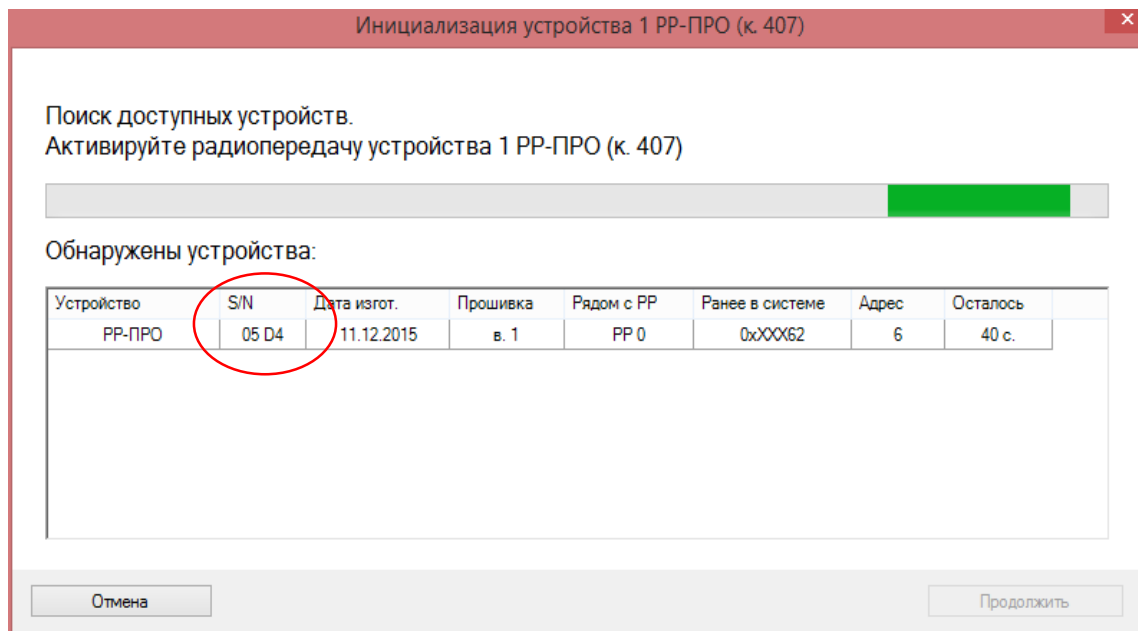 Инициализация устройства 1 РР-ПРО (к. 407)
Поиск доступных устройств.
Активируйте радиопередачу устройства 1 РР-ПРО (к. 407)
Обнаружены устройства:
Устройство S/N Дата изгот. Прошивка Рядом с РР Ранее в системе Адрес Осталось
РР-ПРО 05 D4 11.12.2015 в. 1 РР 0 0xXXX62 6 40 с.
Отмена Продолжить